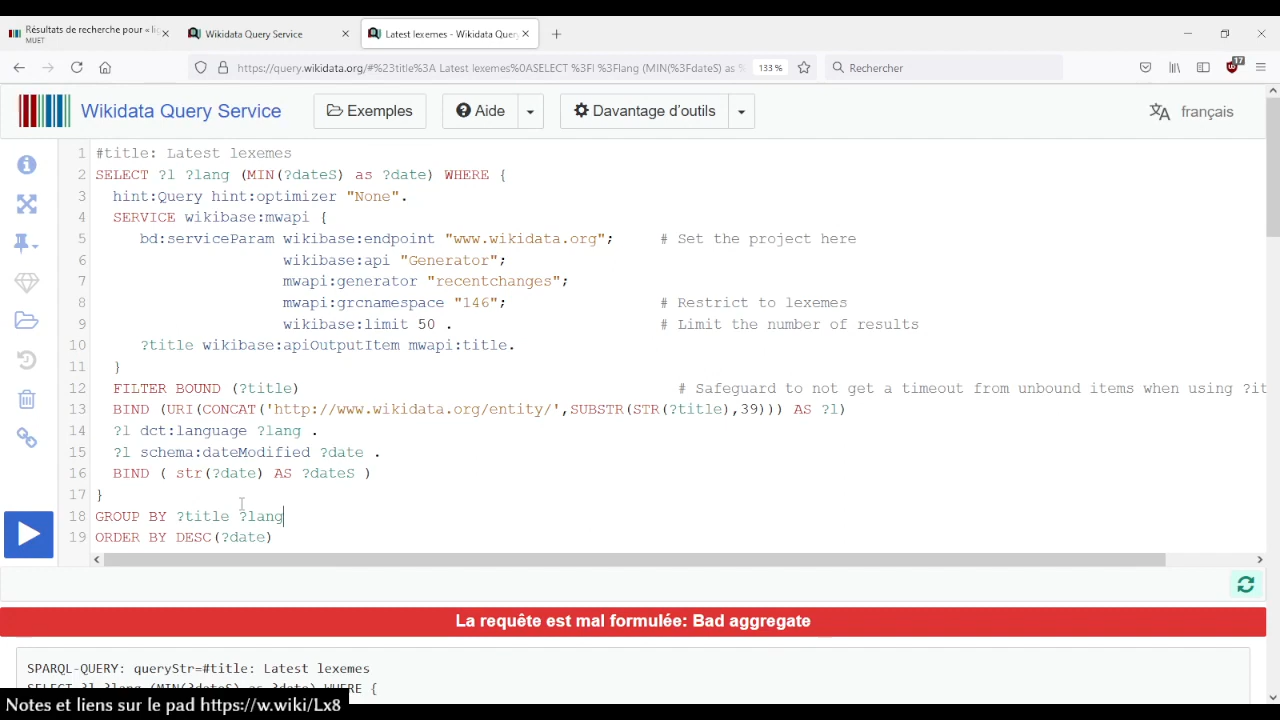 Résultats de recherche pour « li
MUET
Wikidata Query Service
Latest lexemes - Wikidata Query
https://query.wikidata.org/#%23title%3A Latest lexemes%0ASELECT %3Fl %3Flang (MIN(%3FdateS) as %
133 %
Rechercher
17
Wikidata Query Service
Exemples
Aide
Davantage d'outils
français
1 #title: Latest lexemes
2 SELECT ?l ?lang (MIN(?dateS) as ?date) WHERE {
3 hint:Query hint:optimizer "None".
4 SERVICE wikibase:mwapi {
5 bd:serviceParam wikibase:endpoint "www.wikidata.org"; # Set the project here
6 wikibase:api "Generator";
7 mwapi:generator "recentchanges";
8 mwapi:grcnamespace "146"; # Restrict to lexemes
9 wikibase:limit 50 . # Limit the number of results
10 ?title wikibase:apiOutputItem mwapi:title.
11 }
12 FILTER BOUND (?title) # Safeguard to not get a timeout from unbound items when using ?it
13 BIND (URI(CONCAT('http://www.wikidata.org/entity/',SUBSTR(STR(?title),39))) AS ?l)
14 ?l dct:language ?lang .
15 ?l schema:dateModified ?date .
16 BIND ( str(?date) AS ?dateS )
17 }
18 GROUP BY ?title ?lang
19 ORDER BY DESC(?date)
La requête est mal formulée: Bad aggregate
SPARQL-QUERY: queryStr=#title: Latest lexemes
SELECT ?l ?lang (MIN(?dateS) as ?date) WHERE {
Notes et liens sur le pad https://w.wiki/Lx8